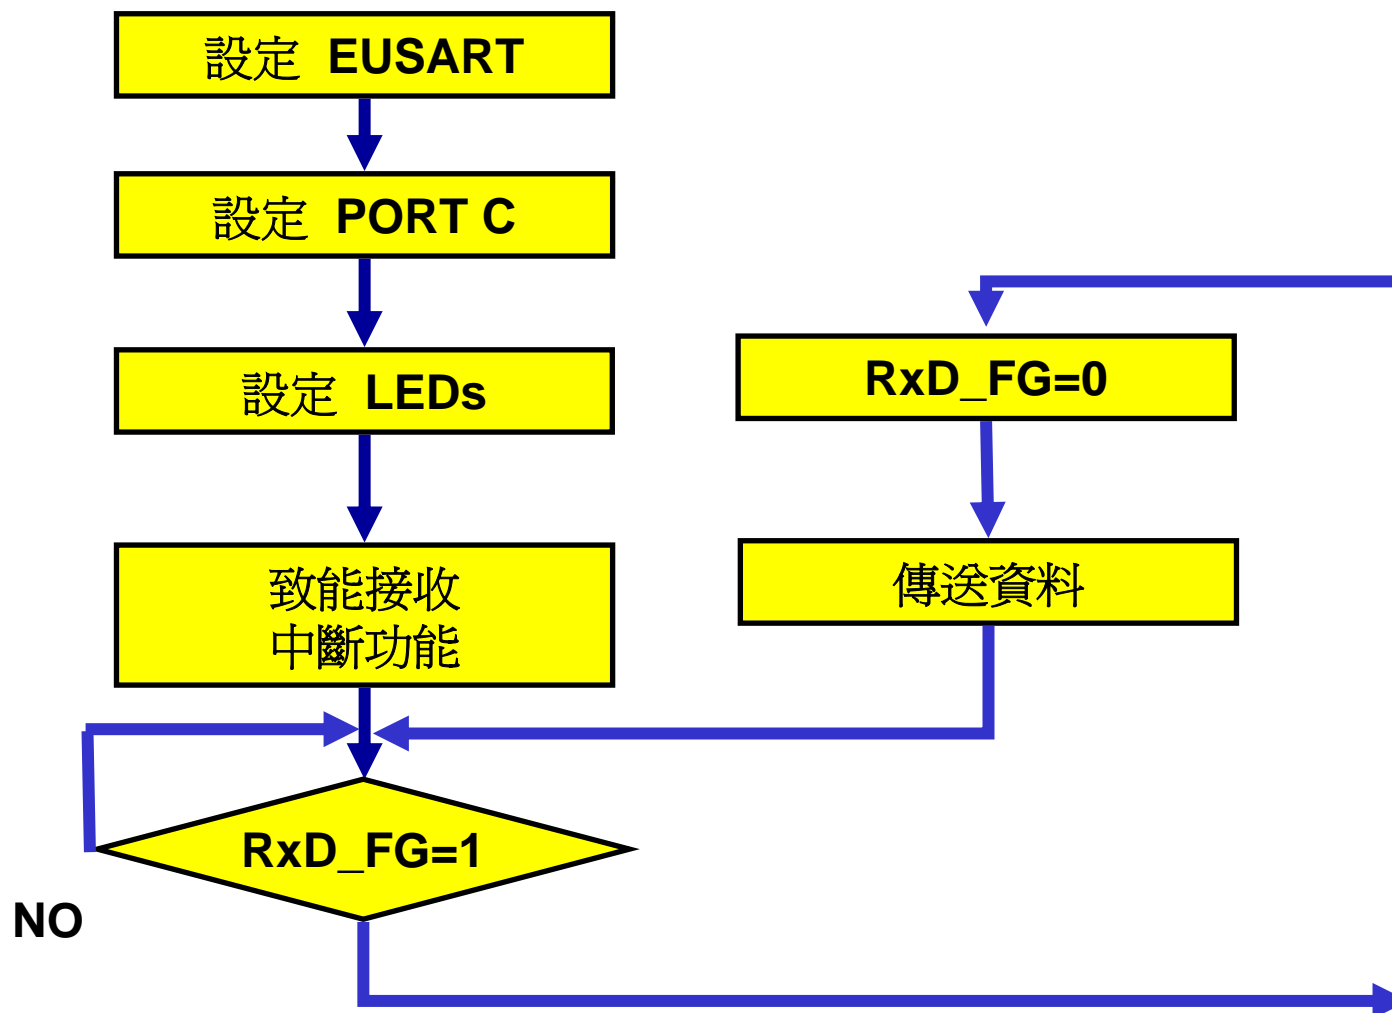 設定 EUSART
設定 PORT C
設定 LEDs
致能接收
中斷功能
RxD_FG=1
NO
RxD_FG=0
傳送資料